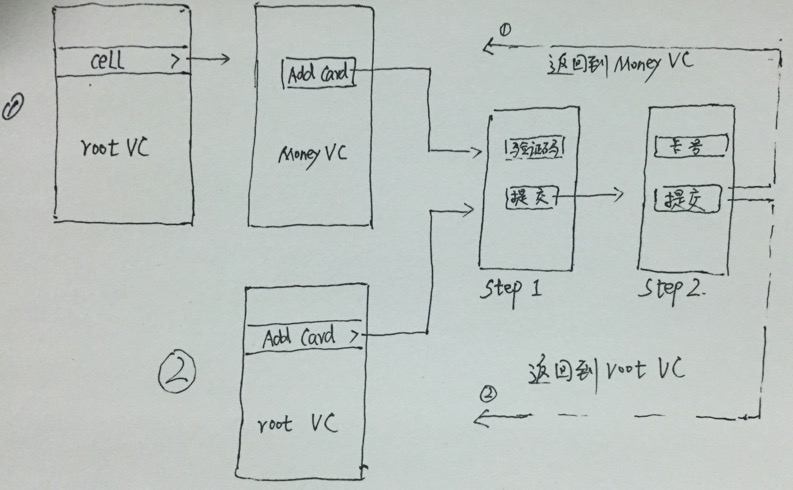 ①
cell >
root VC
Add Card
Money VC
①
返回到 Money VC
验证码
提交
Step 1
卡号
提交
Step 2.
②
Add Card >
root VC
返回到 root VC
②